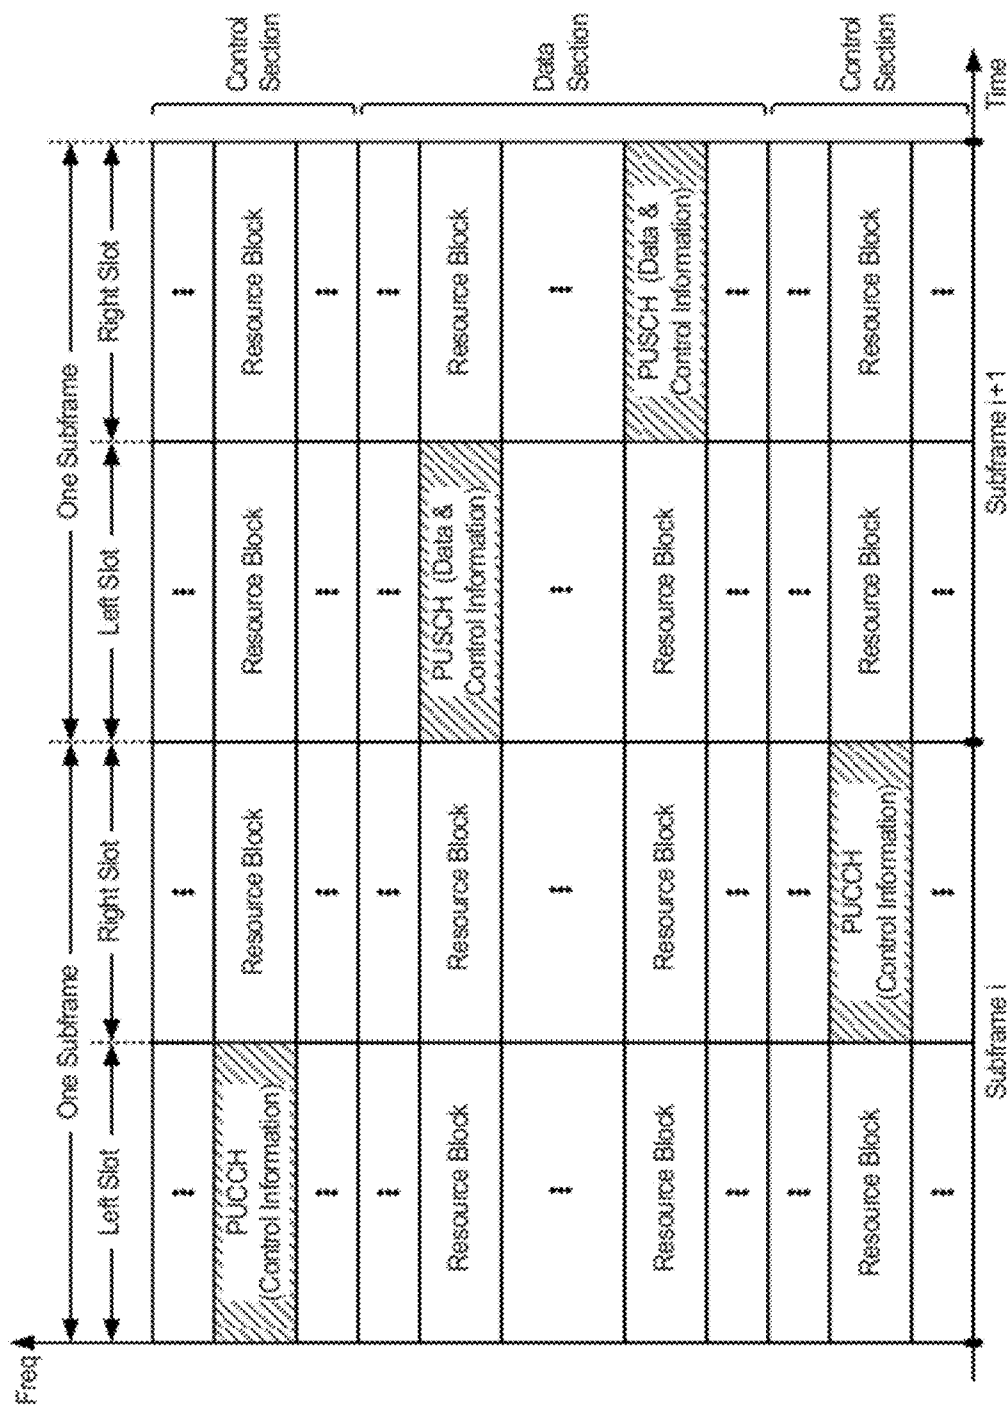 Freq
One Subframe
One Subframe
Left Slot
Right Slot
Left Slot
Right Slot
PUCCH
(Control Information)
Resource Block
Resource Block
Resource Block
Control
Section
Resource Block
Resource Block
PUSCH (Data &
Control Information)
Resource Block
Resource Block
Resource Block
Resource Block
PUSCH (Data &
Control Information)
Data
Section
Resource Block
PUCCH
(Control Information)
Resource Block
Resource Block
Control
Section
Subframe i
Subframe i+1
Time